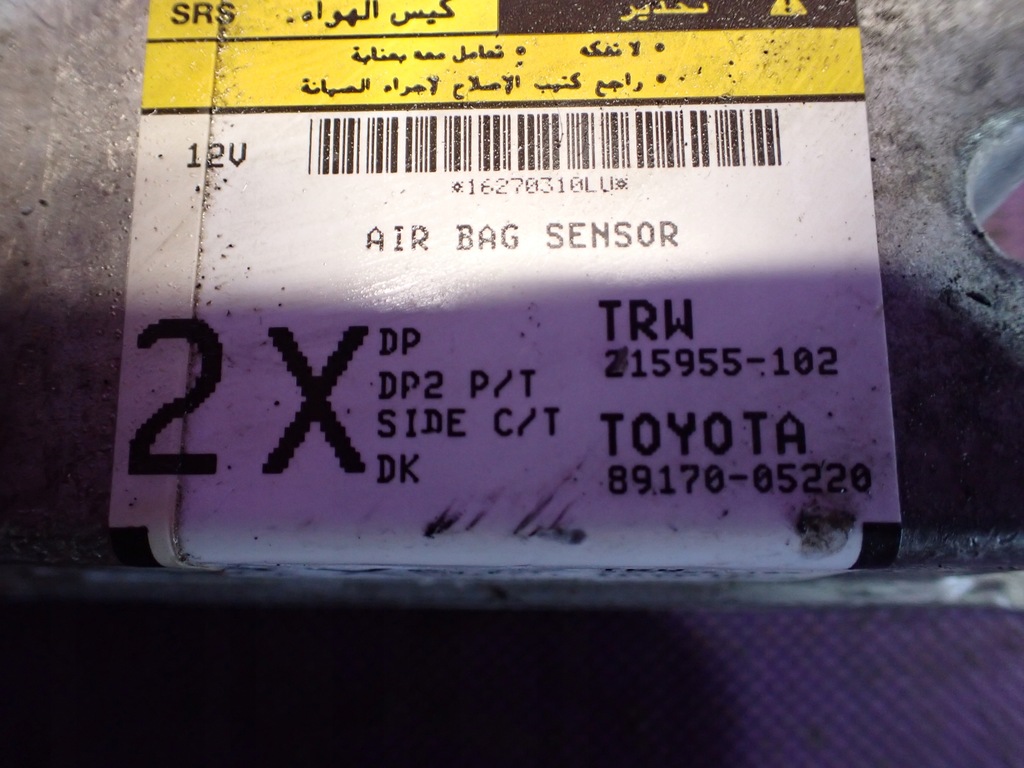 SRS كيس الهواء. تحذير
• لا تفكه • تعامل معه بعناية
• راجع كتيب الإصلاح لإجراء الصيانة
12V
*16270310LU*
AIR BAG SENSOR
2X
DP
DP2 P/T
SIDE C/T
DK
TRW
215955-102
TOYOTA
89170-05220